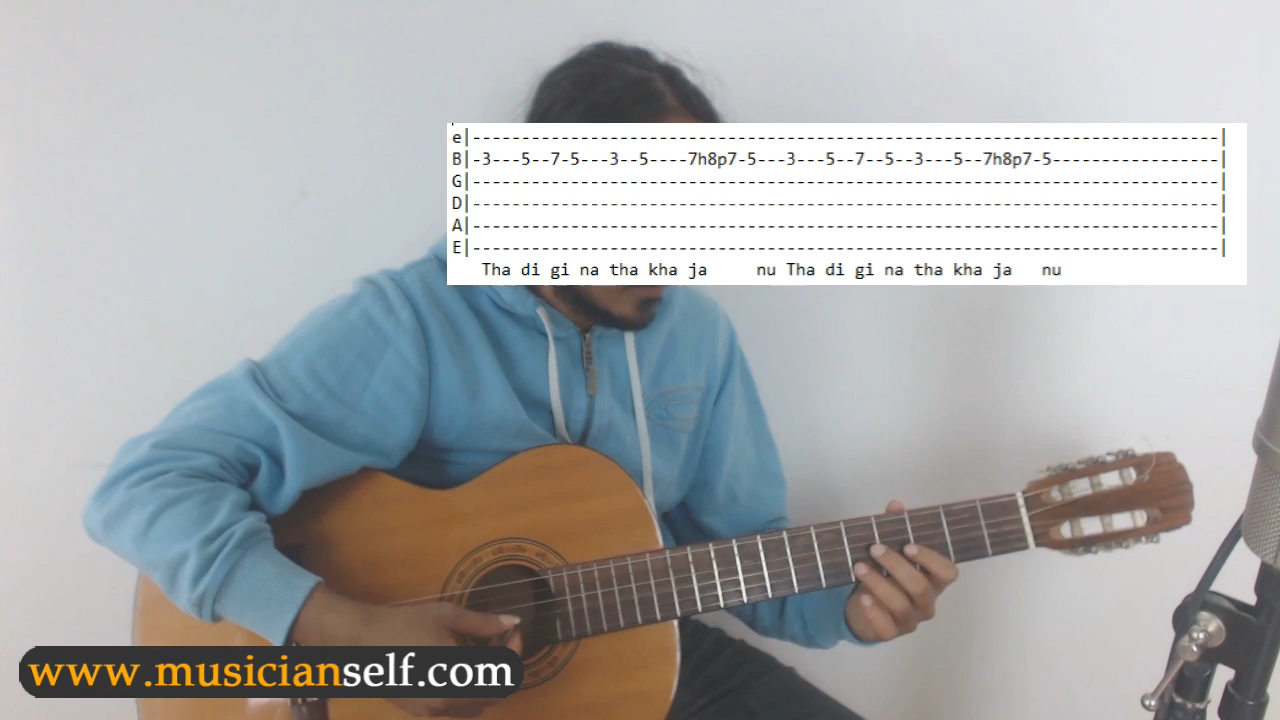 e|----------------------------------------------------------------------------|
B|-3---5--7-5---3--5----7h8p7-5---3---5--7--5--3---5--7h8p7-5-----------------|
G|----------------------------------------------------------------------------|
D|----------------------------------------------------------------------------|
A|----------------------------------------------------------------------------|
E|----------------------------------------------------------------------------|
Tha di gi na tha kha ja     nu Tha di gi na tha kha ja   nu
www.musicianself.com